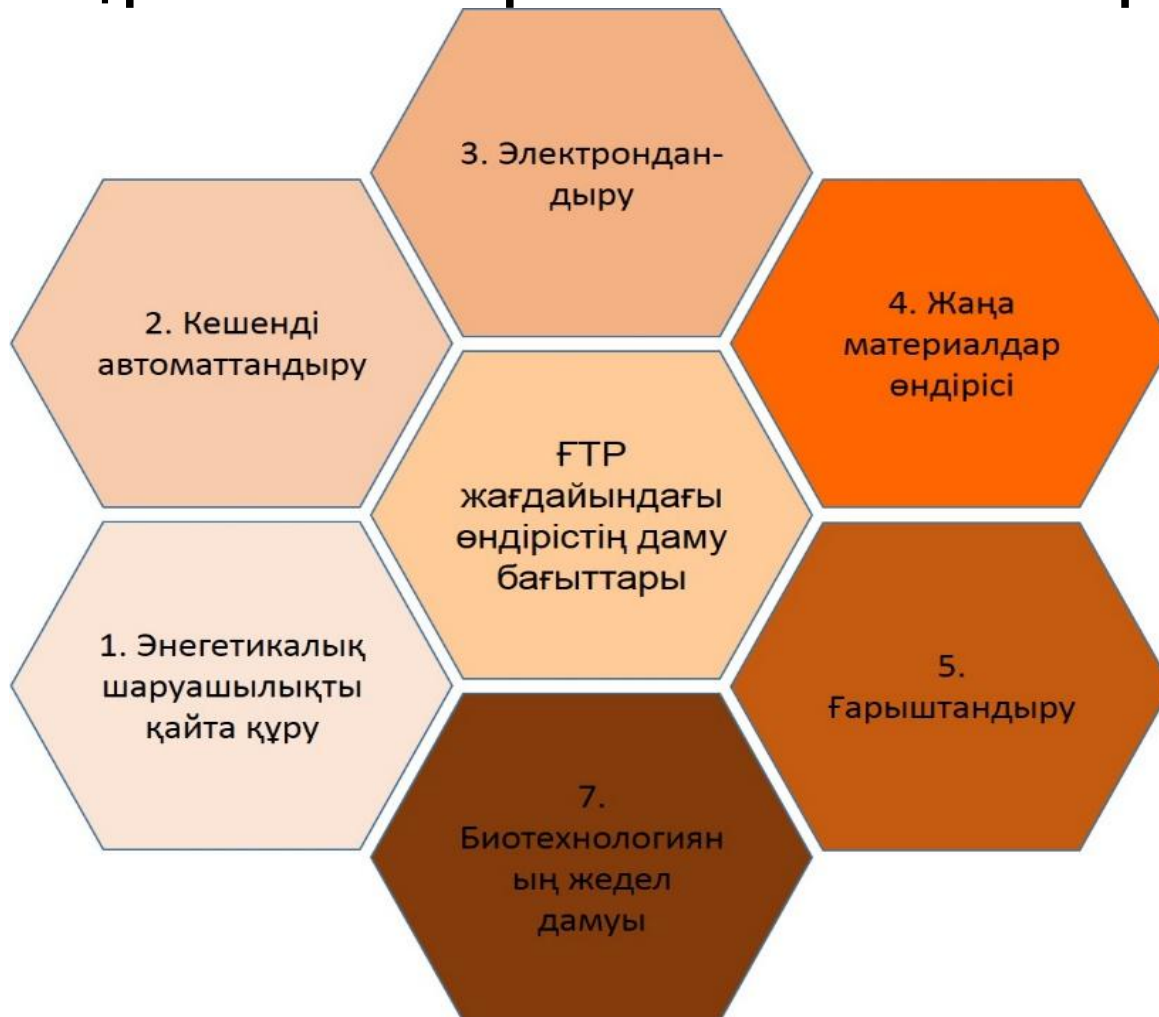 3. Электрондан-
дыру
2. Кешенді
автоматтандыру
4. Жаңа
материалдар
өндірісі
ҒТР
жағдайындағы
өндірістің даму
бағыттары
1. Энегетикалық
шаруашылықты
қайта құру
5.
Ғарыштандыру
7.
Биотехнологиян
ың жедел
дамуы